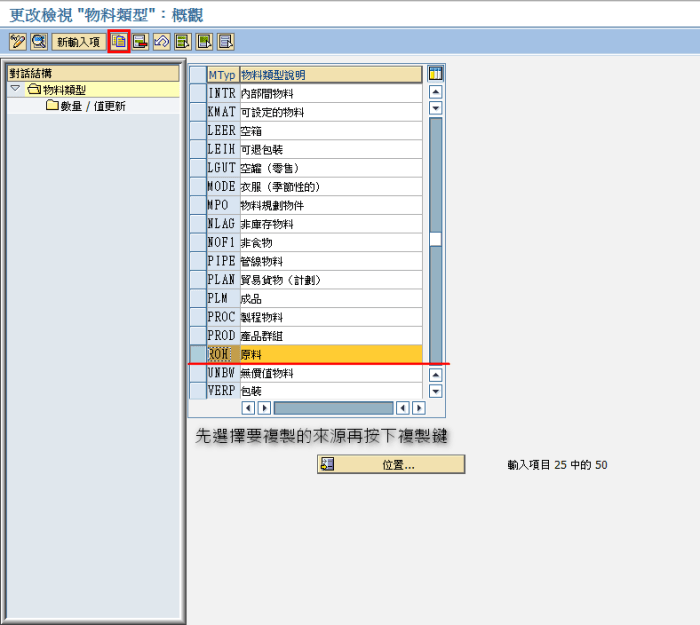 更改檢視 "物料類型"：概觀
新輸入項
對話結構
物料類型
數量 / 值更新
MTyp 物料類型說明
INTR 內部間物料
KMAT 可設定的物料
LEER 空箱
LEIH 可退包裝
LGUT 空罐（零售）
MODE 衣服（季節性的）
MPO 物料規劃物件
NLAG 非庫存物料
NOF1 非食物
PIPE 管線物料
PLAN 貿易貨物（計劃）
PLM 成品
PROC 製程物料
PROD 產品群組
ROH 原料
UNBW 無價值物料
VERP 包裝
先選擇要複製的來源再按下複製鍵
位置...
輸入項目 25 中的 50